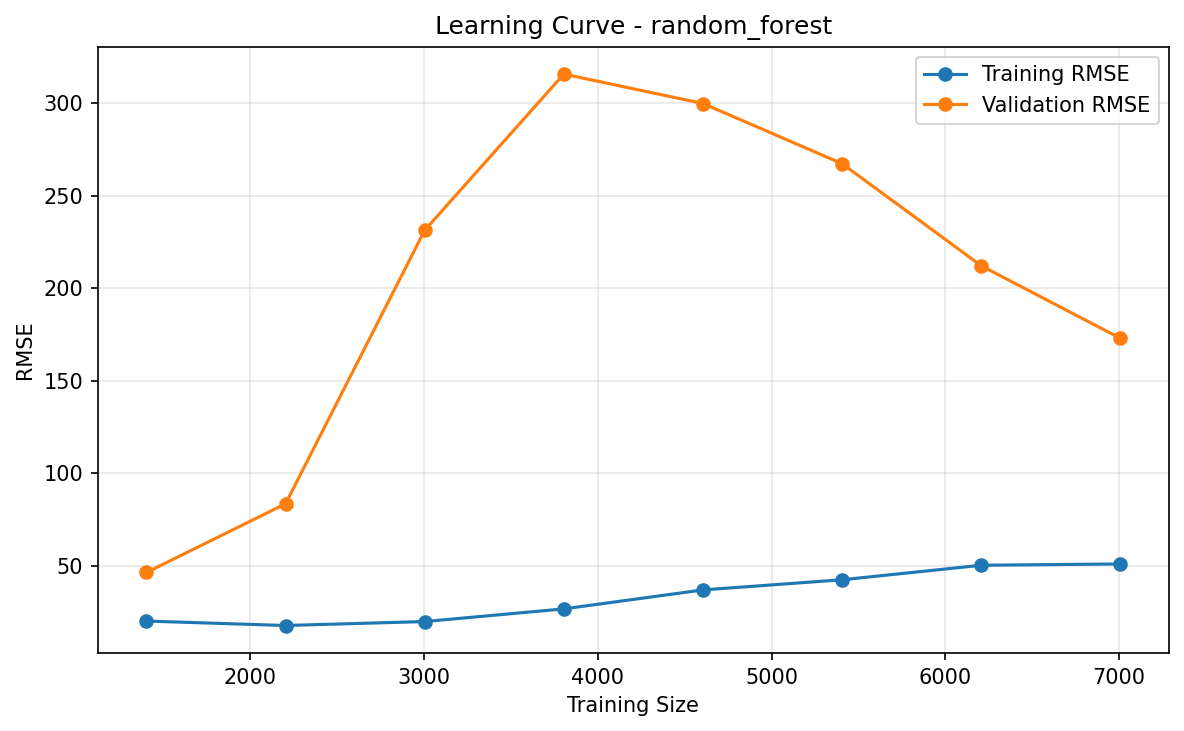 Learning Curve - random_forest
Training RMSE
Validation RMSE
300
250
200
150
100
50
RMSE
2000 3000 4000 5000 6000 7000
Training Size